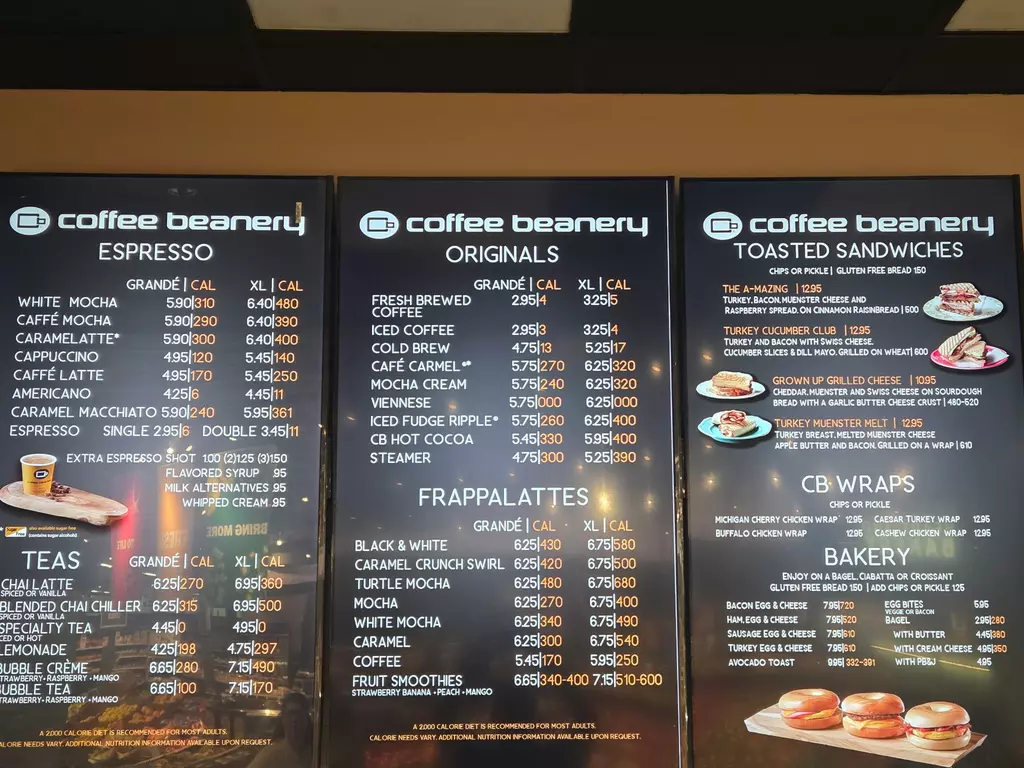 coffee beanery
ESPRESSO
GRANDÉ | CAL XL | CAL
WHITE MOCHA 5.90|310 6.40|480
CAFFÉ MOCHA 5.90|290 6.40|390
CARAMELATTE* 5.90|300 6.40|400
CAPPUCCINO 4.95|120 5.45|140
CAFFÉ LATTE 4.95|170 5.45|250
AMERICANO 4.25|6 4.45|11
CARAMEL MACCHIATO 5.90|240 5.95|361
ESPRESSO SINGLE 2.95|6 DOUBLE 3.45|11
EXTRA ESPRESSO SHOT 1.00 (2)1.25 (3)1.50
FLAVORED SYRUP .95
MILK ALTERNATIVES .95
WHIPPED CREAM .95
also available sugar free
(contains sugar alcohols)
BRING MORE
TEAS
GRANDÉ | CAL XL | CAL
CHAI LATTE 6.25|270 6.95|360
SPICED OR VANILLA
BLENDED CHAI CHILLER 6.25|315 6.95|500
SPICED OR VANILLA
SPECIALTY TEA 4.45|0 4.95|0
ICED OR HOT
LEMONADE 4.25|198 4.75|297
BUBBLE CRÈME 6.65|280 7.15|490
STRAWBERRY • RASPBERRY • MANGO
BUBBLE TEA 6.65|100 7.15|170
STRAWBERRY • RASPBERRY • MANGO
A 2,000 CALORIE DIET IS RECOMMENDED FOR MOST ADULTS.
CALORIE NEEDS VARY. ADDITIONAL NUTRITION INFORMATION AVAILABLE UPON REQUEST.
coffee beanery
ORIGINALS
GRANDÉ | CAL XL | CAL
FRESH BREWED 2.95|4 3.25|5
COFFEE
ICED COFFEE 2.95|3 3.25|4
COLD BREW 4.75|13 5.25|17
CAFÉ CARMEL** 5.75|270 6.25|320
MOCHA CREAM 5.75|240 6.25|320
VIENNESE 5.75|000 6.25|000
ICED FUDGE RIPPLE* 5.75|260 6.25|400
CB HOT COCOA 5.45|330 5.95|400
STEAMER 4.75|300 5.25|390
FRAPPALATTES
GRANDÉ | CAL XL | CAL
BLACK & WHITE 6.25|430 6.75|580
CARAMEL CRUNCH SWIRL 6.25|420 6.75|500
TURTLE MOCHA 6.25|480 6.75|680
MOCHA 6.25|270 6.75|400
WHITE MOCHA 6.25|340 6.75|490
CARAMEL 6.25|300 6.75|540
COFFEE 5.45|170 5.95|250
FRUIT SMOOTHIES 6.65|340-400 7.15|510-600
STRAWBERRY BANANA • PEACH • MANGO
A 2,000 CALORIE DIET IS RECOMMENDED FOR MOST ADULTS.
CALORIE NEEDS VARY. ADDITIONAL NUTRITION INFORMATION AVAILABLE UPON REQUEST.
coffee beanery
TOASTED SANDWICHES
CHIPS OR PICKLE | GLUTEN FREE BREAD 1.50
THE A-MAZING | 12.95
TURKEY, BACON, MUENSTER CHEESE AND
RASPBERRY SPREAD, ON CINNAMON RAISINBREAD | 500
TURKEY CUCUMBER CLUB | 12.95
TURKEY AND BACON WITH SWISS CHEESE,
CUCUMBER SLICES & DILL MAYO, GRILLED ON WHEAT| 600
GROWN UP GRILLED CHEESE | 10.95
CHEDDAR, MUENSTER AND SWISS CHEESE ON SOURDOUGH
BREAD WITH A GARLIC BUTTER CHEESE CRUST | 480-520
TURKEY MUENSTER MELT | 12.95
TURKEY BREAST, MELTED MUENSTER CHEESE
APPLE BUTTER AND BACON, GRILLED ON A WRAP | 610
CB WRAPS
CHIPS OR PICKLE
MICHIGAN CHERRY CHICKEN WRAP 12.95 CAESAR TURKEY WRAP 12.95
BUFFALO CHICKEN WRAP 12.95 CASHEW CHICKEN WRAP 12.95
BAKERY
ENJOY ON A BAGEL, CIABATTA OR CROISSANT
GLUTEN FREE BREAD 1.50 | ADD CHIPS OR PICKLE 1.25
BACON EGG & CHEESE 7.95|720 EGG BITES 5.95
VEGGIE OR BACON
HAM, EGG & CHEESE 7.95|520 BAGEL 2.95|280
SAUSAGE EGG & CHEESE 7.95|610 WITH BUTTER 4.45|380
TURKEY EGG & CHEESE 7.95|610 WITH CREAM CHEESE 4.95|350
AVOCADO TOAST 9.95| 332-391 WITH PB&J 4.95